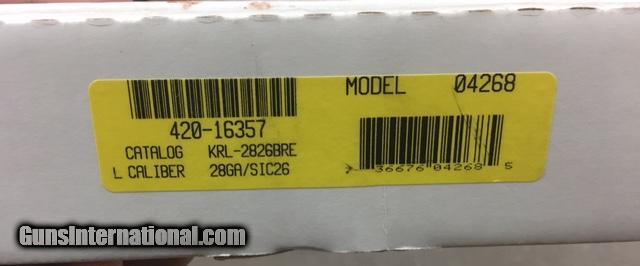 MODEL 04268
420-16357
CATALOG KRL-2826BRE
L CALIBER 28GA/SIC26
7 36676 04268 5
GunsInternational.com